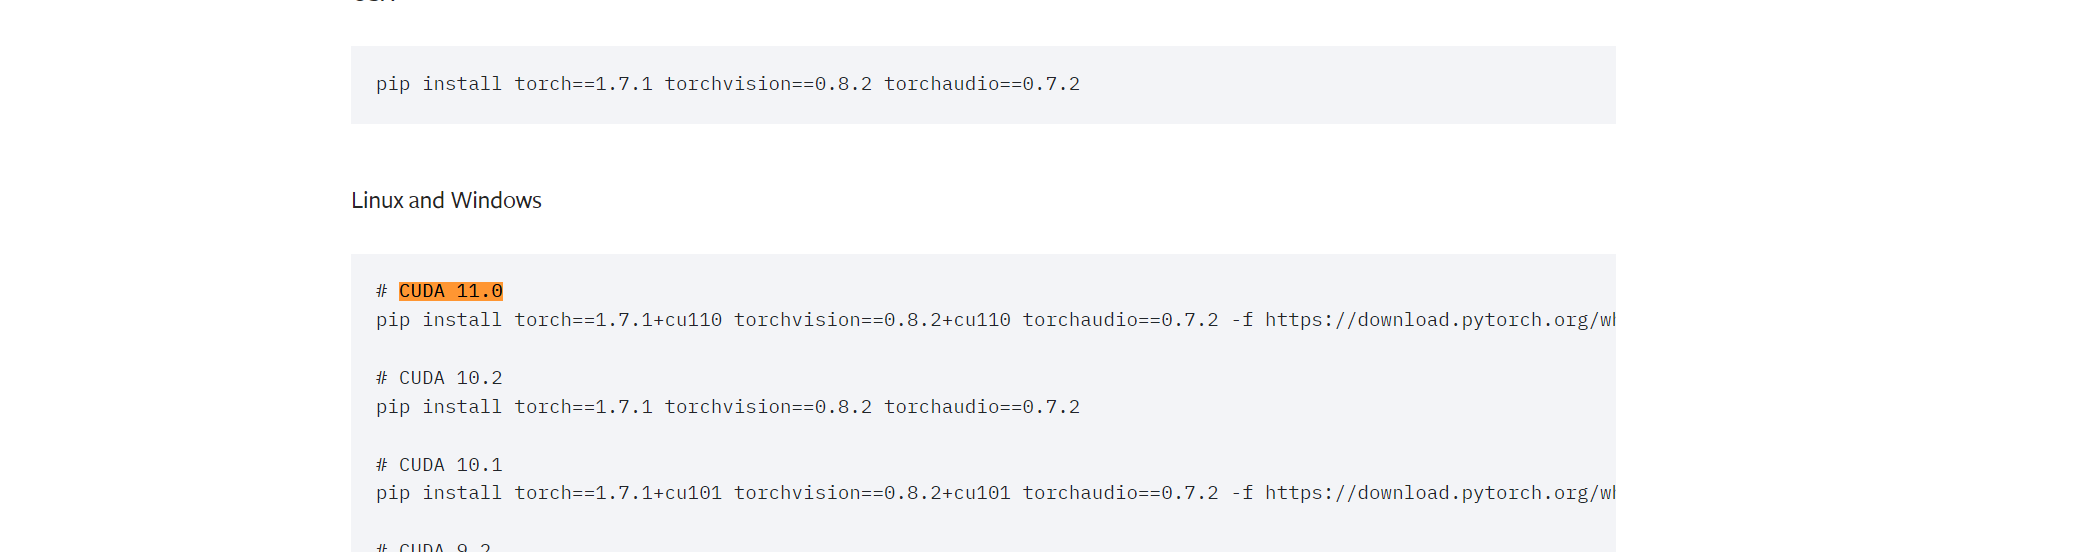 pip install torch==1.7.1 torchvision==0.8.2 torchaudio==0.7.2
Linux and Windows
# CUDA 11.0
pip install torch==1.7.1+cu110 torchvision==0.8.2+cu110 torchaudio==0.7.2 -f https://download.pytorch.org/wh
# CUDA 10.2
pip install torch==1.7.1 torchvision==0.8.2 torchaudio==0.7.2
# CUDA 10.1
pip install torch==1.7.1+cu101 torchvision==0.8.2+cu101 torchaudio==0.7.2 -f https://download.pytorch.org/wh
# CUDA 9.2